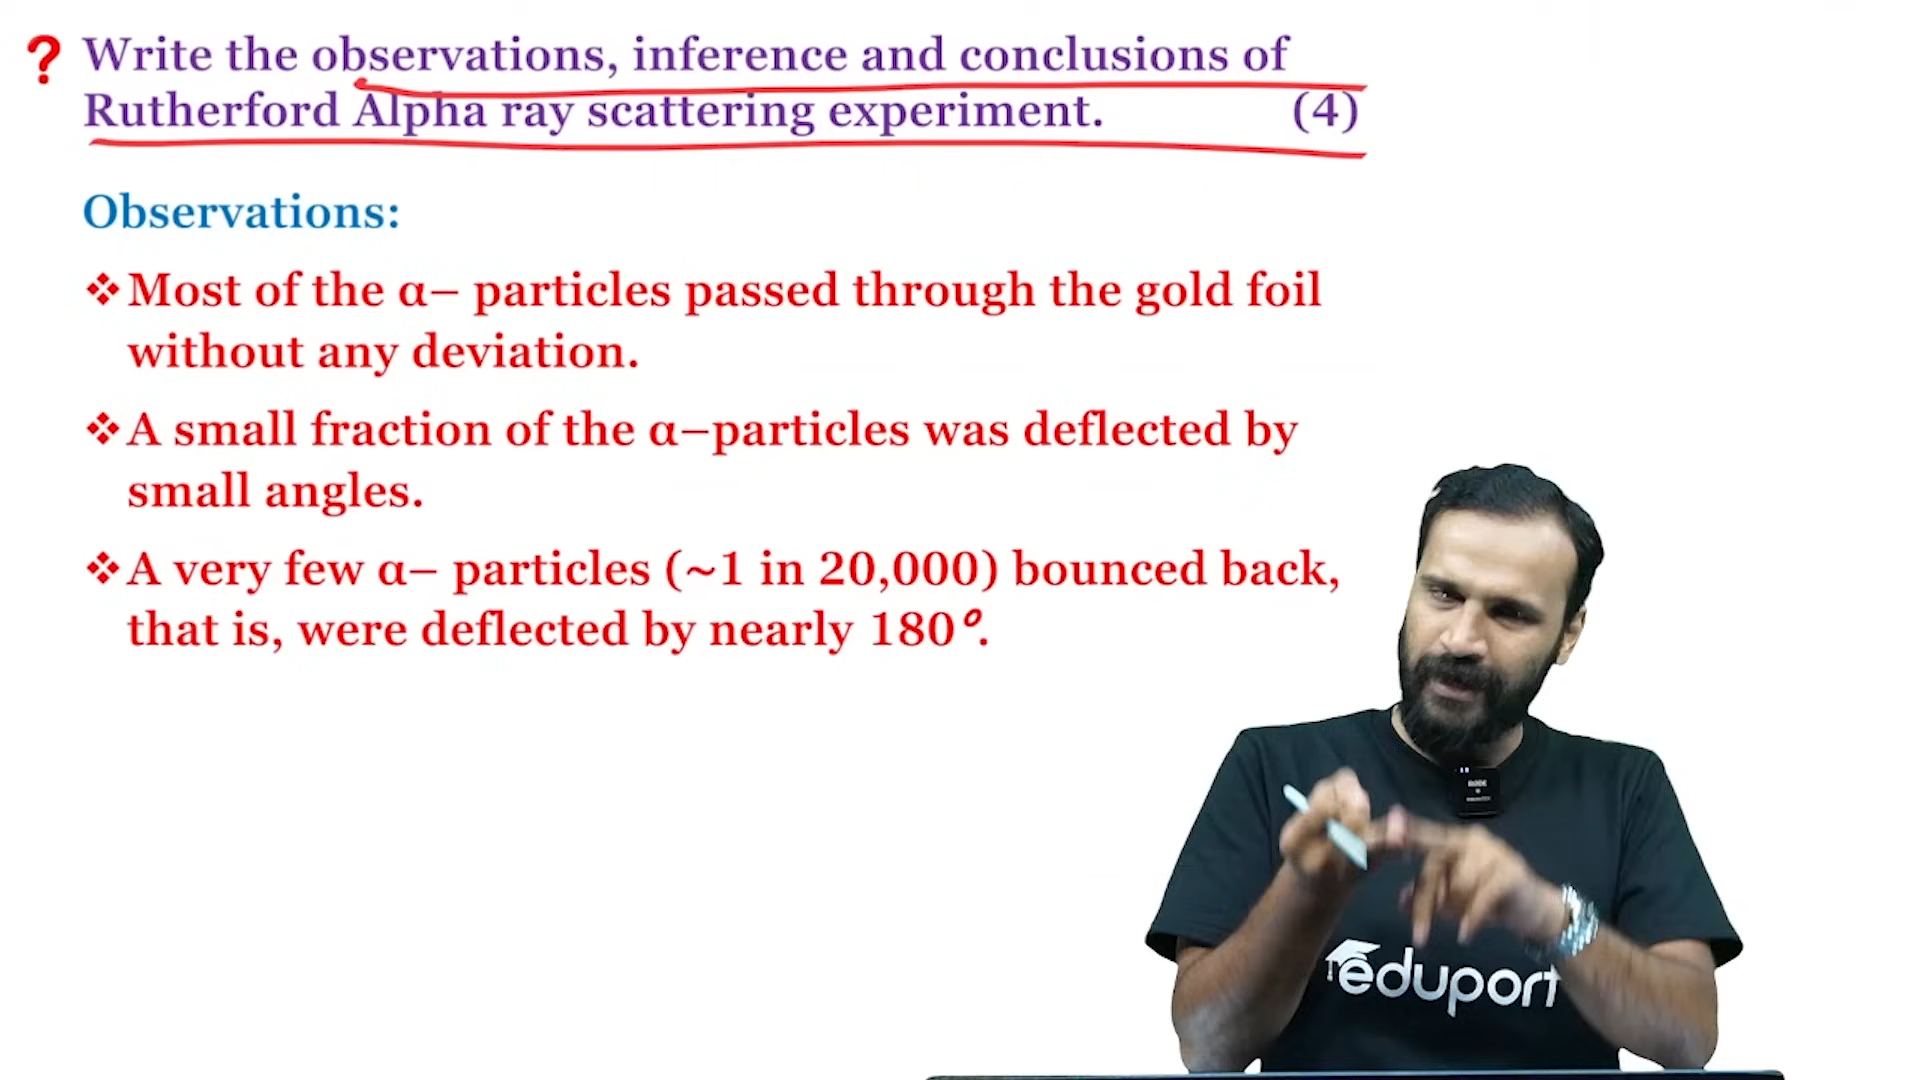 ❓ Write the observations, inference and conclusions of
Rutherford Alpha ray scattering experiment. (4)
Observations:
❖ Most of the α– particles passed through the gold foil
without any deviation.
❖ A small fraction of the α–particles was deflected by
small angles.
❖ A very few α– particles (~1 in 20,000) bounced back,
that is, were deflected by nearly 180°.
RODE
eduport